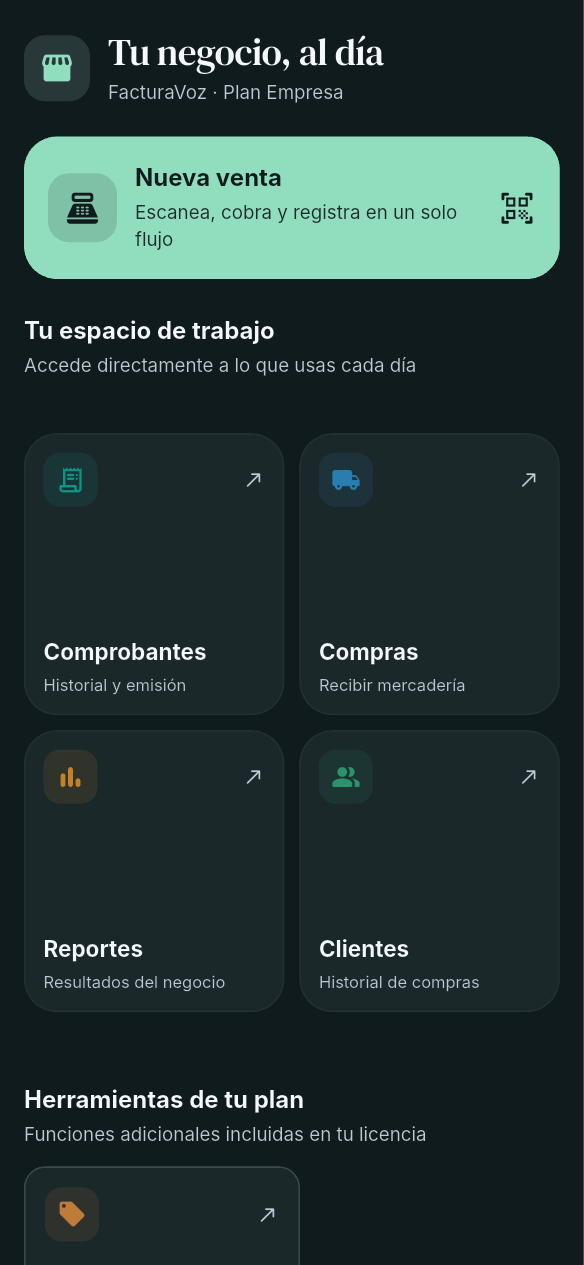 Tu negocio, al día
FacturaVoz · Plan Empresa
Nueva venta
Escanea, cobra y registra en un solo
flujo
Tu espacio de trabajo
Accede directamente a lo que usas cada día
Comprobantes
Historial y emisión
Compras
Recibir mercadería
Reportes
Resultados del negocio
Clientes
Historial de compras
Herramientas de tu plan
Funciones adicionales incluidas en tu licencia